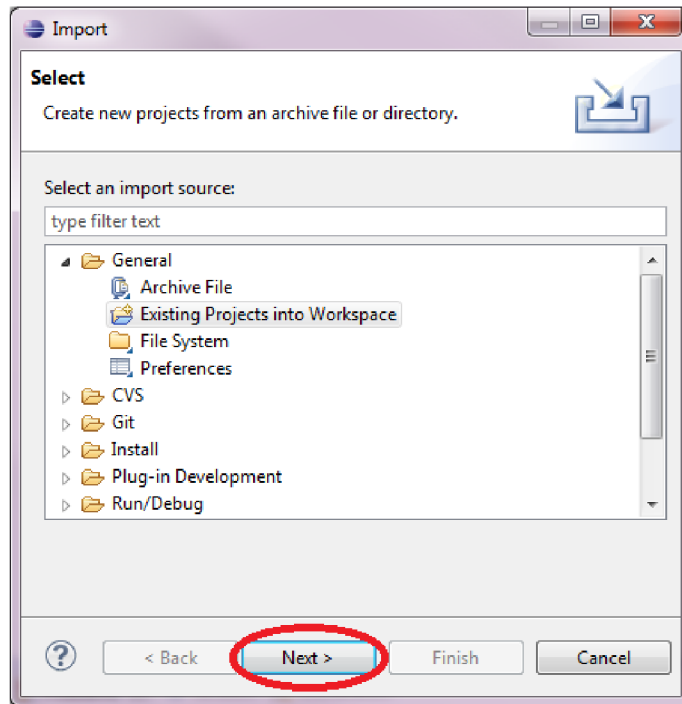 Import
Select
Create new projects from an archive file or directory.
Select an import source:
type filter text
General
Archive File
Existing Projects into Workspace
File System
Preferences
CVS
Git
Install
Plug-in Development
Run/Debug
? < Back Next > Finish Cancel